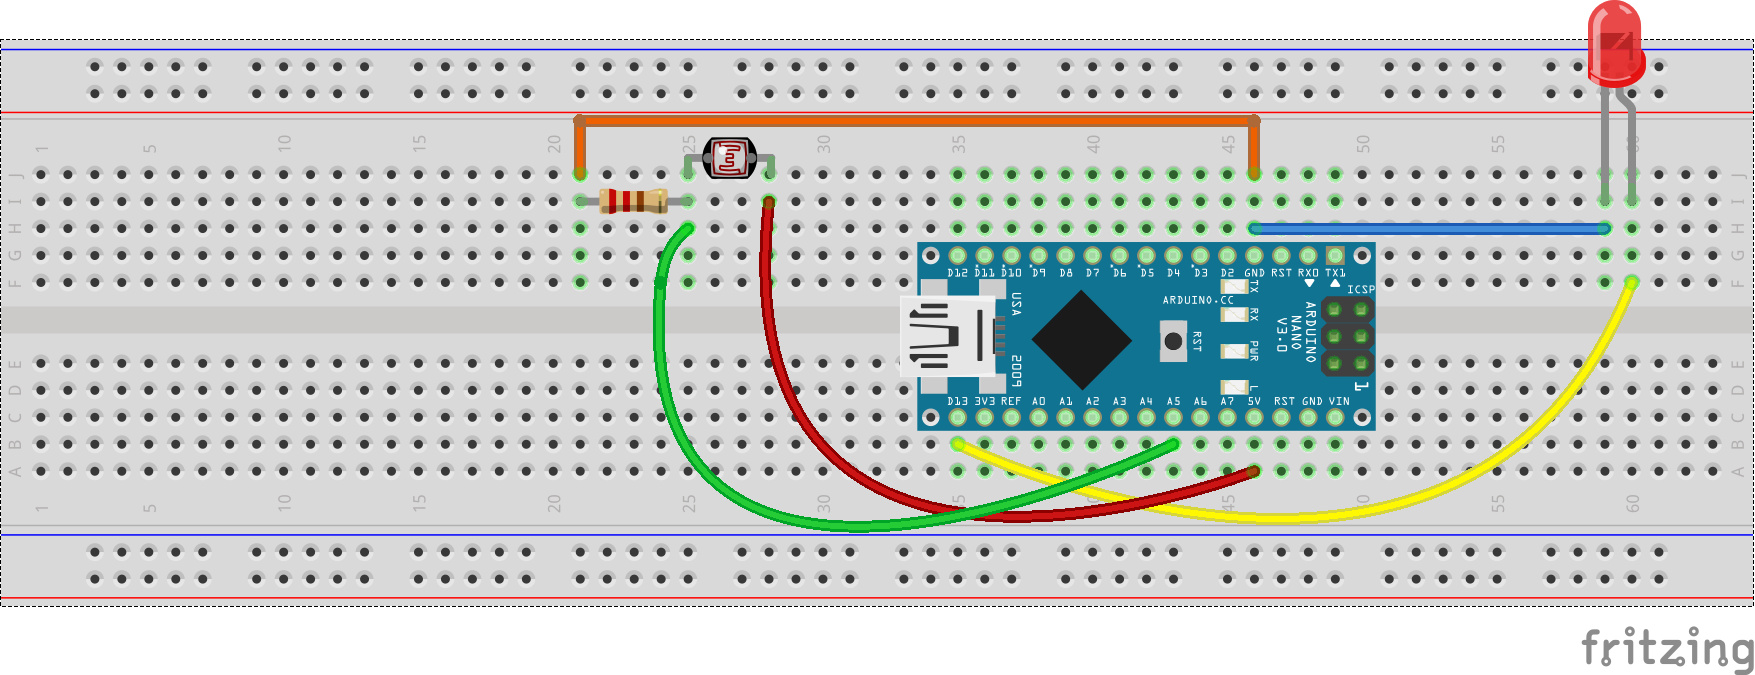 1 5 10 15 20 25 30 35 40 45 50 55 60
J J
I I
H H
G G
F F
D12 D11 D10 D9 D8 D7 D6 D5 D4 D3 D2 GND RST RX0 TX1
TX
RX
PWR
L
USA
5009
ARDUINO.CC
RST
ICSP
ARDUINO
NANO
V3.0
1
D13 3V3 REF A0 A1 A2 A3 A4 A5 A6 A7 5V RST GND VIN
E E
D D
C C
B B
A A
1 5 10 15 20 25 30 35 40 45 50 55 60
fritzing